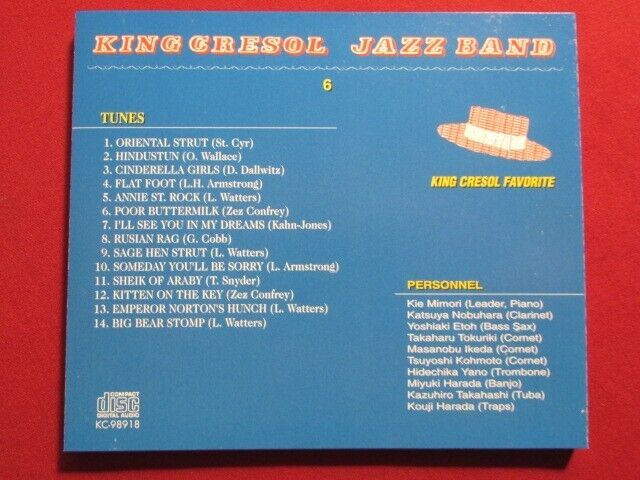 KING CRESOL JAZZ BAND
6
TUNES
1. ORIENTAL STRUT (St. Cyr)
2. HINDUSTUN (O. Wallace)
3. CINDERELLA GIRLS (D. Dallwitz)
4. FLAT FOOT (L.H. Armstrong)
5. ANNIE ST. ROCK (L. Watters)
6. POOR BUTTERMILK (Zez Confrey)
7. I'LL SEE YOU IN MY DREAMS (Kahn-Jones)
8. RUSIAN RAG (G. Cobb)
9. SAGE HEN STRUT (L. Watters)
10. SOMEDAY YOU'LL BE SORRY (L. Armstrong)
11. SHEIK OF ARABY (T. Snyder)
12. KITTEN ON THE KEY (Zez Confrey)
13. EMPEROR NORTON'S HUNCH (L. Watters)
14. BIG BEAR STOMP (L. Watters)
KING CRESOL FAVORITE
PERSONNEL
Kie Mimori (Leader, Piano)
Katsuya Nobuhara (Clarinet)
Yoshiaki Etoh (Bass Sax)
Takaharu Tokuriki (Cornet)
Masanobu Ikeda (Cornet)
Tsuyoshi Kohmoto (Cornet)
Hidechika Yano (Trombone)
Miyuki Harada (Banjo)
Kazuhiro Takahashi (Tuba)
Kouji Harada (Traps)
COMPACT
disc
DIGITAL AUDIO
KC-98918